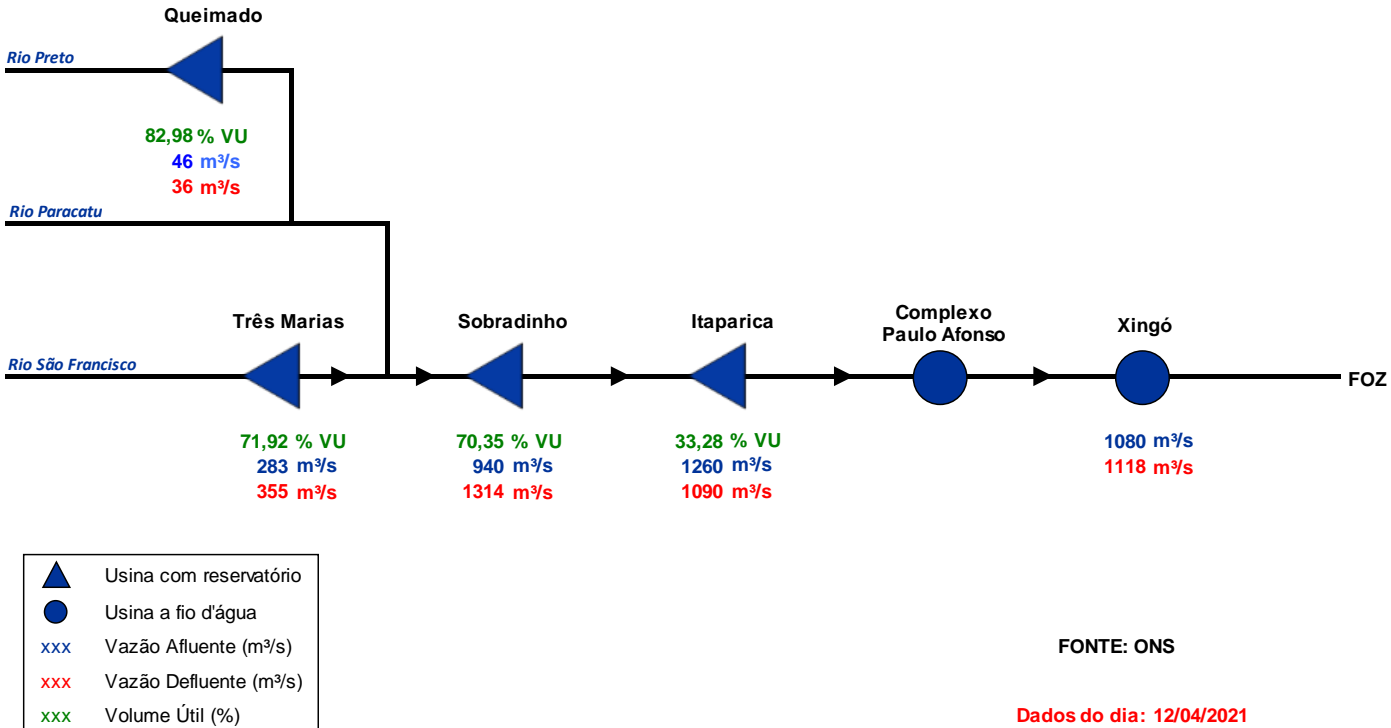 Queimado
Rio Preto
82,98 % VU
46 m³/s
36 m³/s
Rio Paracatu
Três Marias
Sobradinho
Itaparica
Complexo
Paulo Afonso
Xingó
Rio São Francisco
FOZ
71,92 % VU
283 m³/s
355 m³/s
70,35 % VU
940 m³/s
1314 m³/s
33,28 % VU
1260 m³/s
1090 m³/s
1080 m³/s
1118 m³/s
Usina com reservatório
Usina a fio d'água
xxx Vazão Afluente (m³/s)
xxx Vazão Defluente (m³/s)
xxx Volume Útil (%)
FONTE: ONS
Dados do dia: 12/04/2021